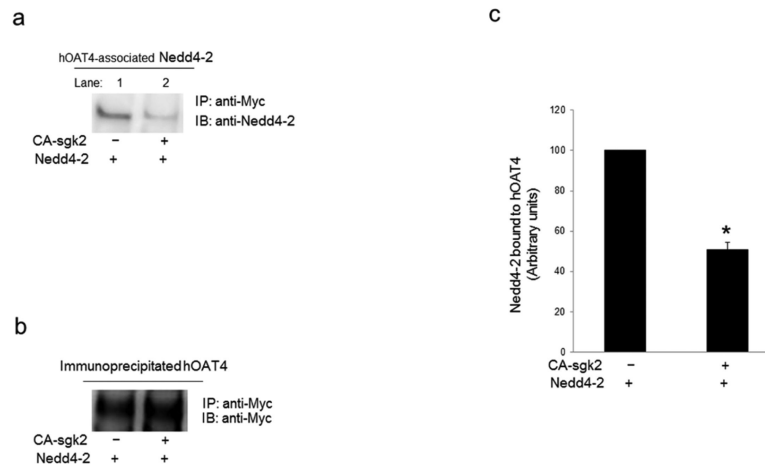 a
hOAT4-associated Nedd4-2
Lane: 1 2
IP: anti-Myc
IB: anti-Nedd4-2
CA-sgk2 − +
Nedd4-2 + +
b
Immunoprecipitated hOAT4
IP: anti-Myc
IB: anti-Myc
CA-sgk2 − +
Nedd4-2 + +
c
Nedd4-2 bound to hOAT4
(Arbitrary units)
120
100
80
60
40
20
0
*
CA-sgk2 − +
Nedd4-2 + +